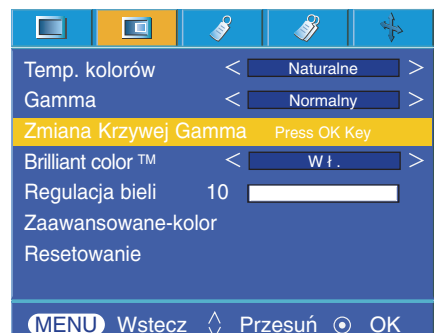 Temp. kolorów < Naturalne >
Gamma < Normalny >
Zmiana Krzywej Gamma Press OK Key
Brilliant color TM < Wł. >
Regulacja bieli 10
Zaawansowane-kolor
Resetowanie
MENU Wstecz Przesuń OK